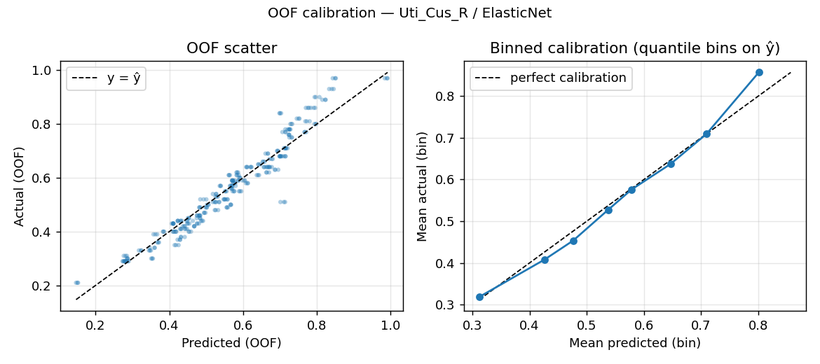 OOF calibration — Uti_Cus_R / ElasticNet
OOF scatter
y = ŷ
Actual (OOF)
1.0
0.8
0.6
0.4
0.2
0.2 0.4 0.6 0.8 1.0
Predicted (OOF)
Binned calibration (quantile bins on ŷ)
perfect calibration
Mean actual (bin)
0.8
0.7
0.6
0.5
0.4
0.3
0.3 0.4 0.5 0.6 0.7 0.8
Mean predicted (bin)